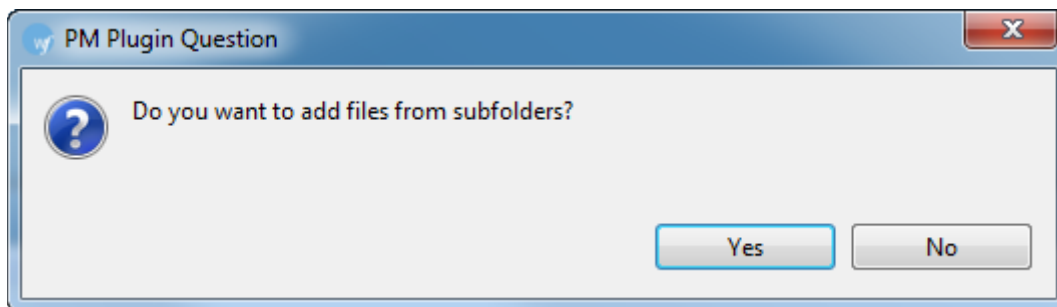 PM Plugin Question
Do you want to add files from subfolders?
Yes
No